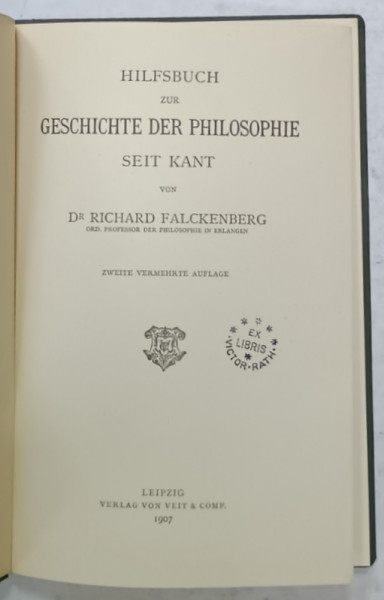 HILFSBUCH
ZUR
GESCHICHTE DER PHILOSOPHIE
SEIT KANT
VON
DR RICHARD FALCKENBERG
ORD. PROFESSOR DER PHILOSOPHIE IN ERLANGEN
ZWEITE VERMEHRTE AUFLAGE
EX
LIBRIS
VICTOR·RATH
LEIPZIG
VERLAG VON VEIT & COMP.
1907